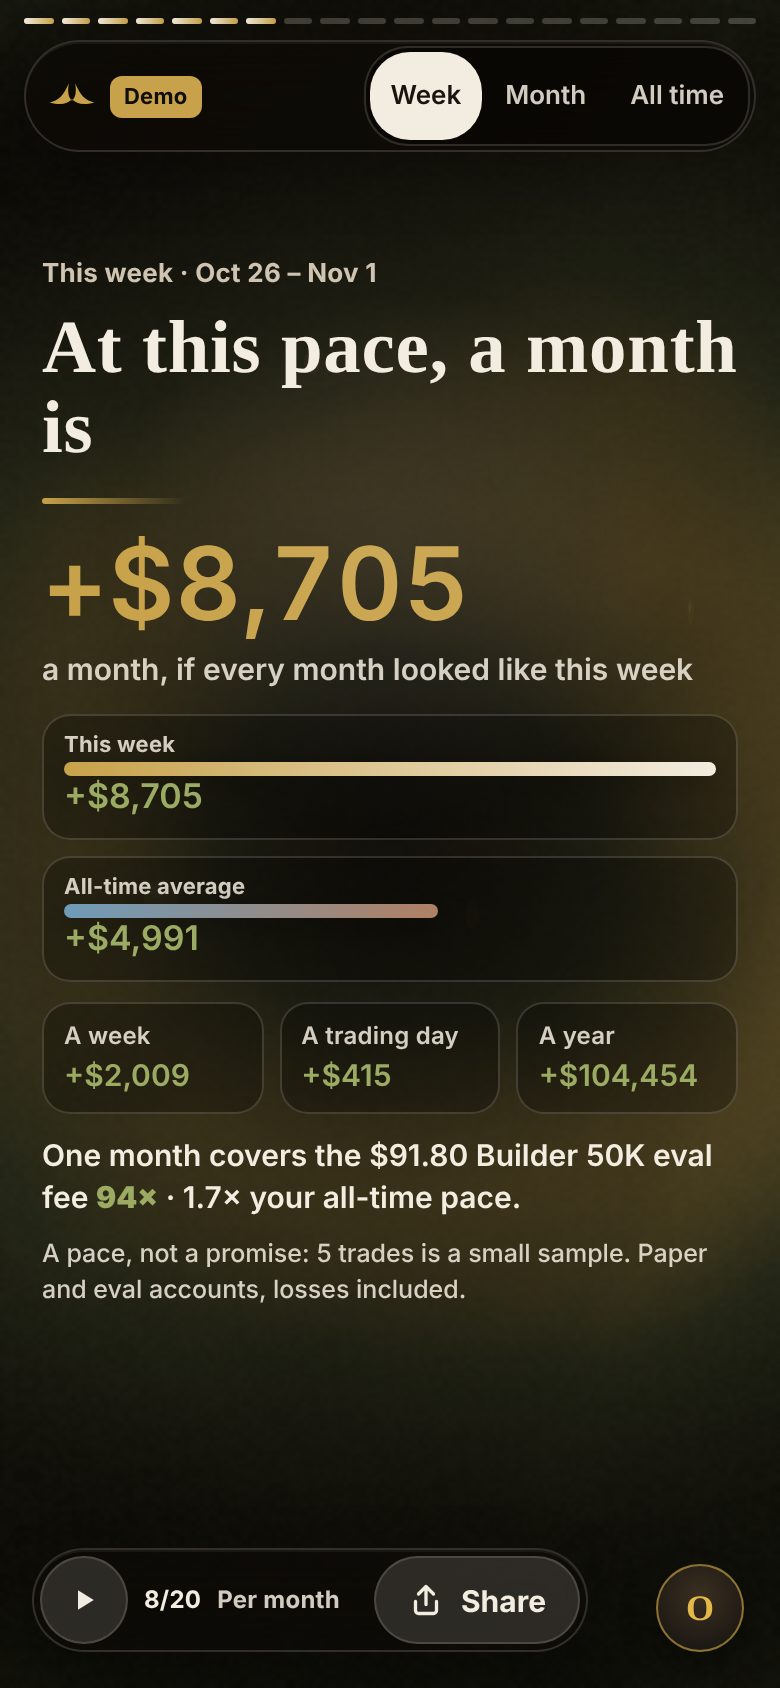 Demo
Week Month All time
This week · Oct 26 – Nov 1
At this pace, a month
is
+$8,705
a month, if every month looked like this week
This week
+$8,705
All-time average
+$4,991
A week A trading day A year
+$2,009 +$415 +$104,454
One month covers the $91.80 Builder 50K eval
fee 94× · 1.7× your all-time pace.
A pace, not a promise: 5 trades is a small sample. Paper
and eval accounts, losses included.
8/20 Per month Share O